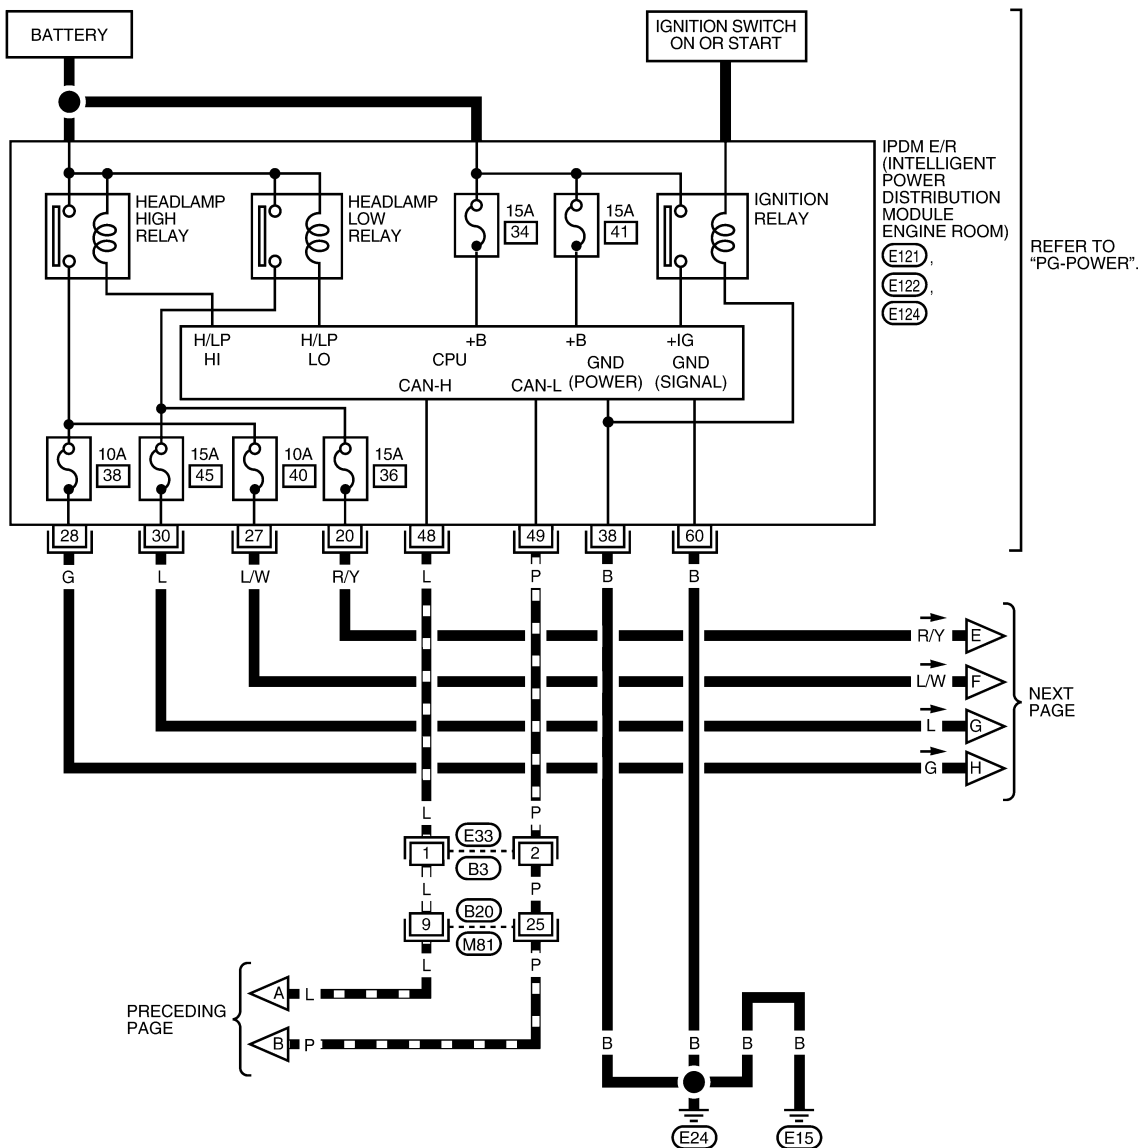 BATTERY
IGNITION SWITCH
ON OR START
IPDM E/R
(INTELLIGENT
POWER
DISTRIBUTION
MODULE
ENGINE ROOM)
E121 ,
E122 ,
E124
REFER TO
“PG-POWER”.
HEADLAMP
HIGH
RELAY
HEADLAMP
LOW
RELAY
15A
34
15A
41
IGNITION
RELAY
H/LP
HI
H/LP
LO
CPU
+B
+B
+IG
CAN-H
CAN-L
GND
(POWER)
GND
(SIGNAL)
10A
38
15A
45
10A
40
15A
36
28
30
27
20
48
49
38
60
G
L
L/W
R/Y
L
P
B
B
R/Y
E
L/W
F
L
G
G
H
NEXT
PAGE
L
P
1
E33
B3
2
L
P
9
B20
M81
25
L
P
PRECEDING
PAGE
A
L
B
P
B
B
B
B
E24
E15